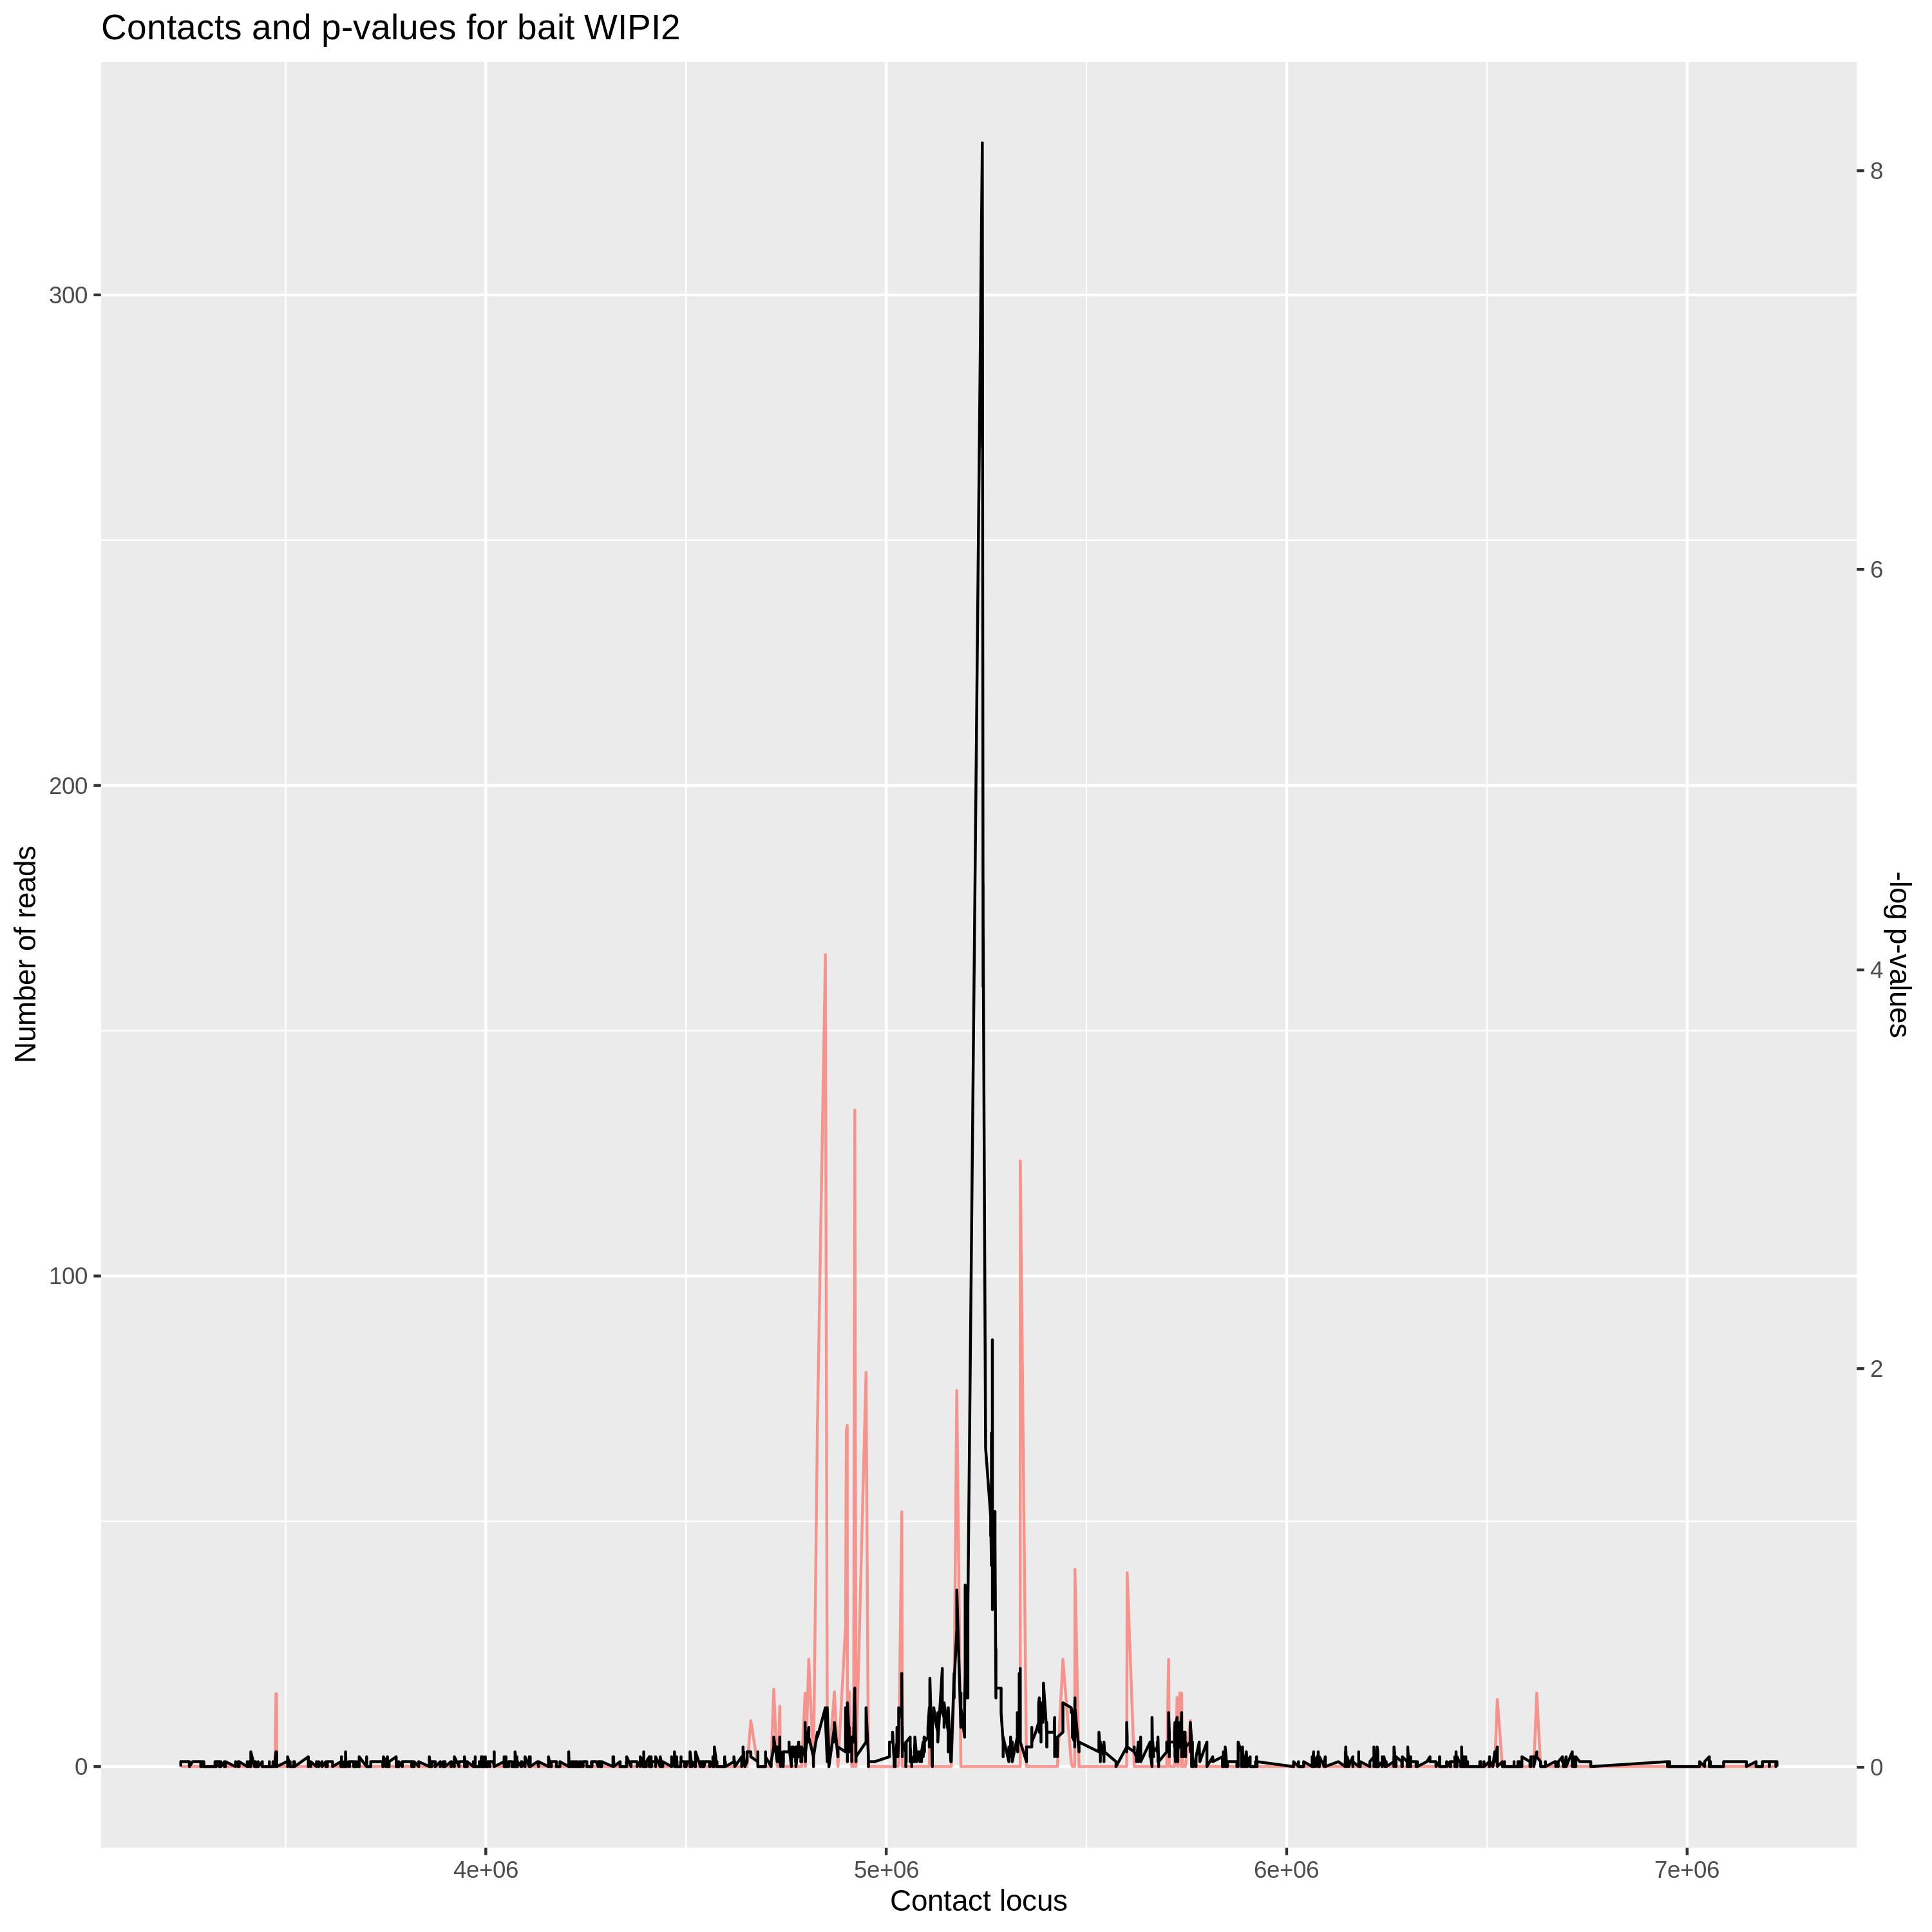 Contacts and p-values for bait WIPI2
Number of reads
300
200
100
0
8
6
4
2
0
-log p-values
4e+06
5e+06
6e+06
7e+06
Contact locus